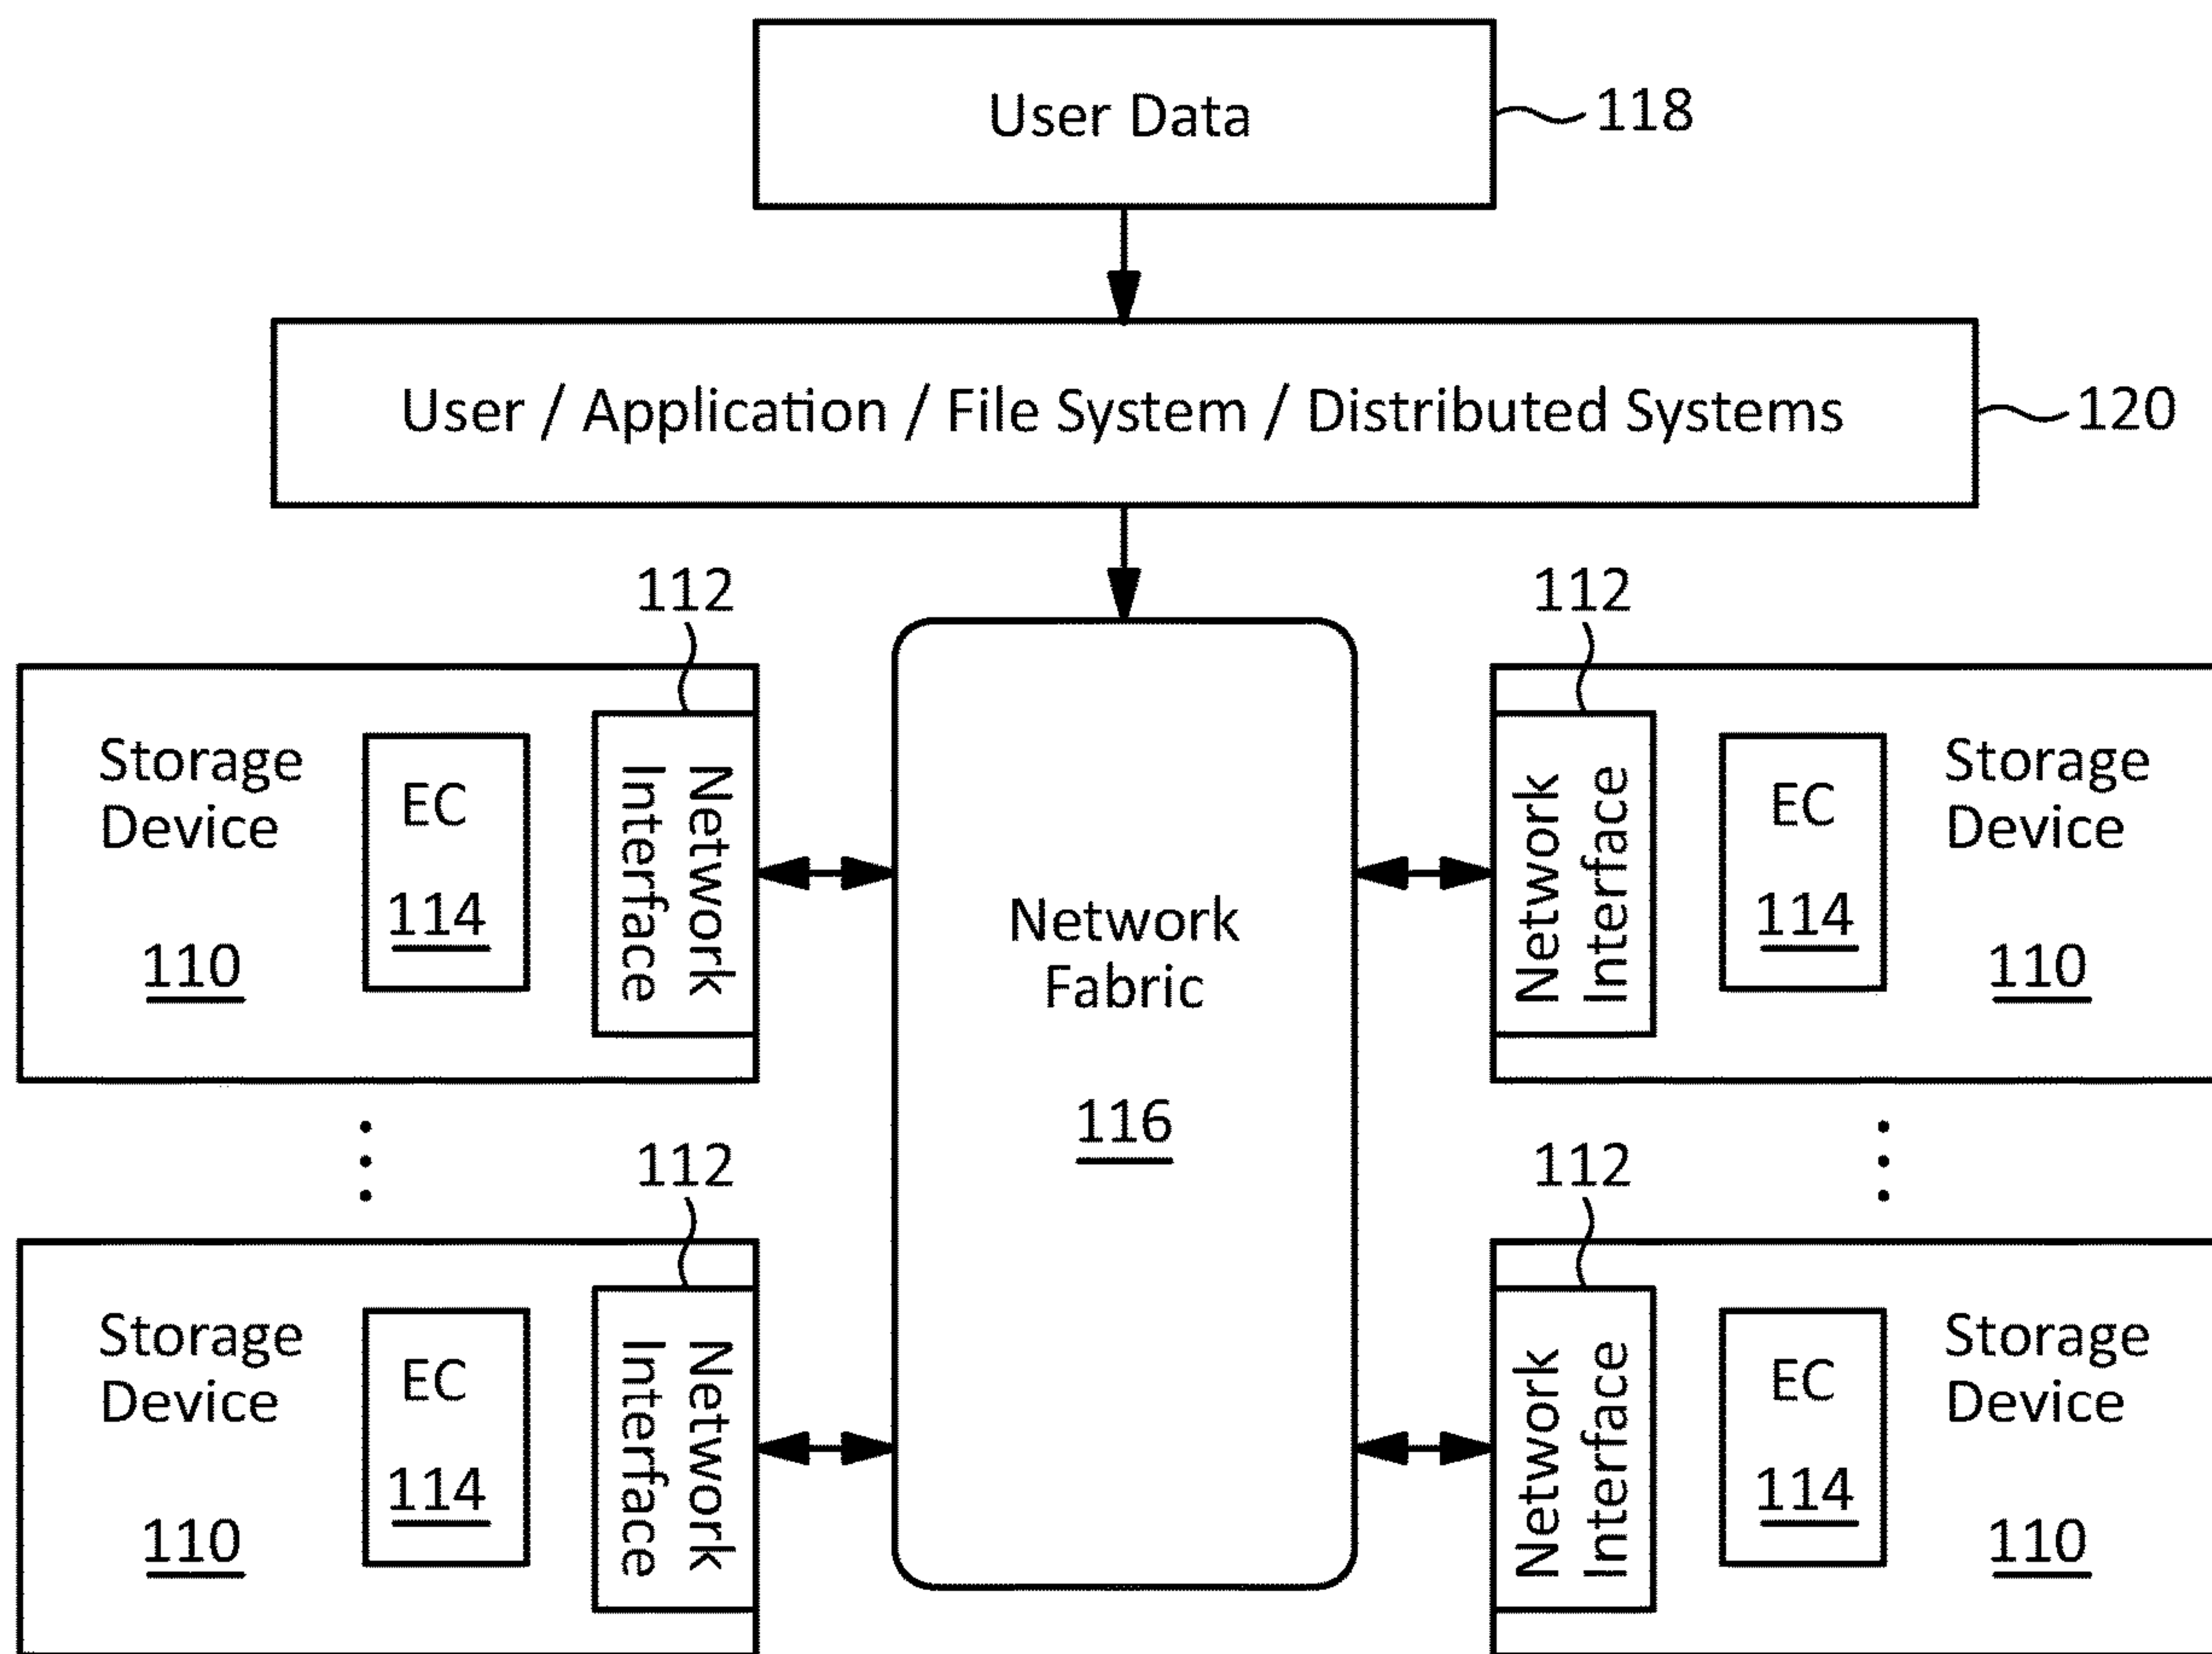 User Data
118
User / Application / File System / Distributed Systems
120
112
112
Storage
Device
110
EC
114
Network
Interface
Network
Fabric
116
Network
Interface
EC
114
Storage
Device
110
112
112
Storage
Device
110
EC
114
Network
Interface
Network
Interface
EC
114
Storage
Device
110